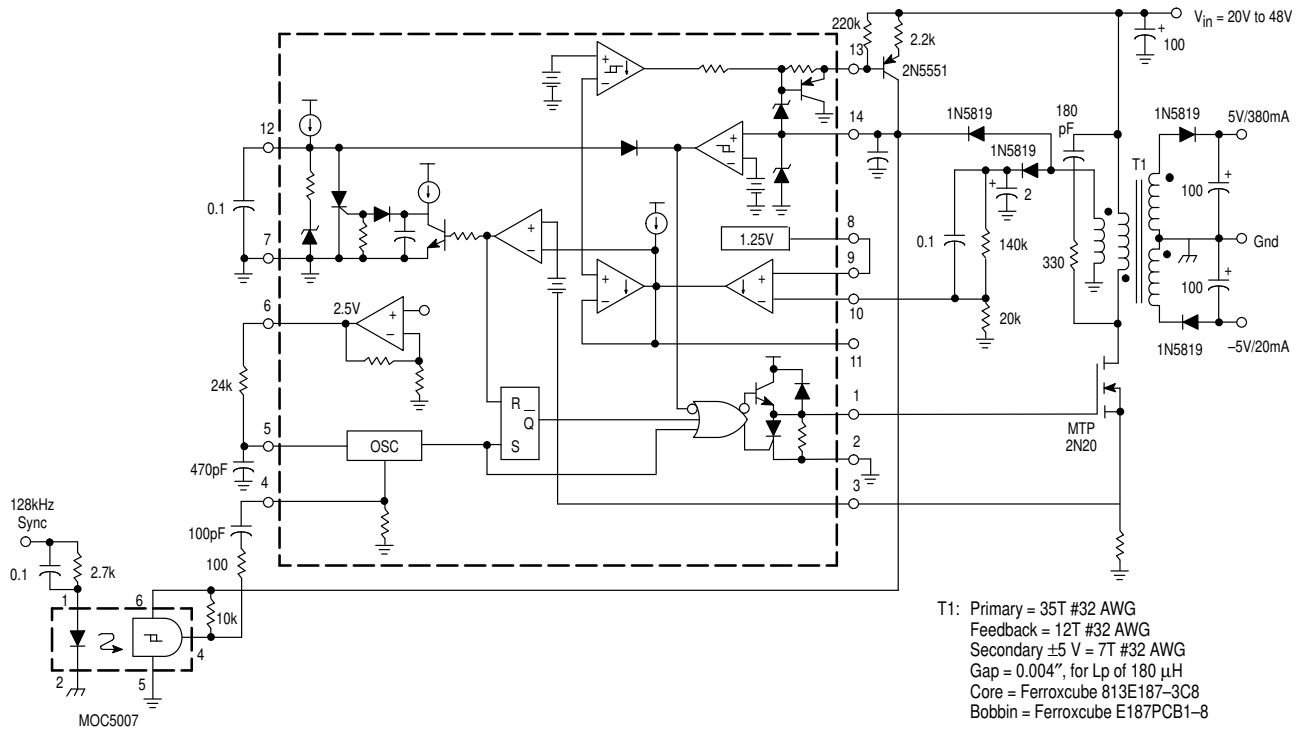 220k
2.2k
13
2N5551
Vin = 20V to 48V
+
100
+
–
12
14
1N5819
180
pF
1N5819
5V/380mA
T1
+
–
1N5819
+
2
100
+
0.1
+
–
8
1.25V
9
0.1
140k
330
Gnd
7
+
–
+
–
10
100
+
6
2.5V
+
–
20k
1N5819
–5V/20mA
11
24k
R
Q
S
1
MTP
2N20
5
OSC
2
470pF
4
3
128kHz
Sync
100pF
100
0.1
2.7k
1
6
10k
4
2
5
MOC5007
T1: Primary = 35T #32 AWG
Feedback = 12T #32 AWG
Secondary ±5 V = 7T #32 AWG
Gap = 0.004″, for Lp of 180 μH
Core = Ferroxcube 813E187–3C8
Bobbin = Ferroxcube E187PCB1–8